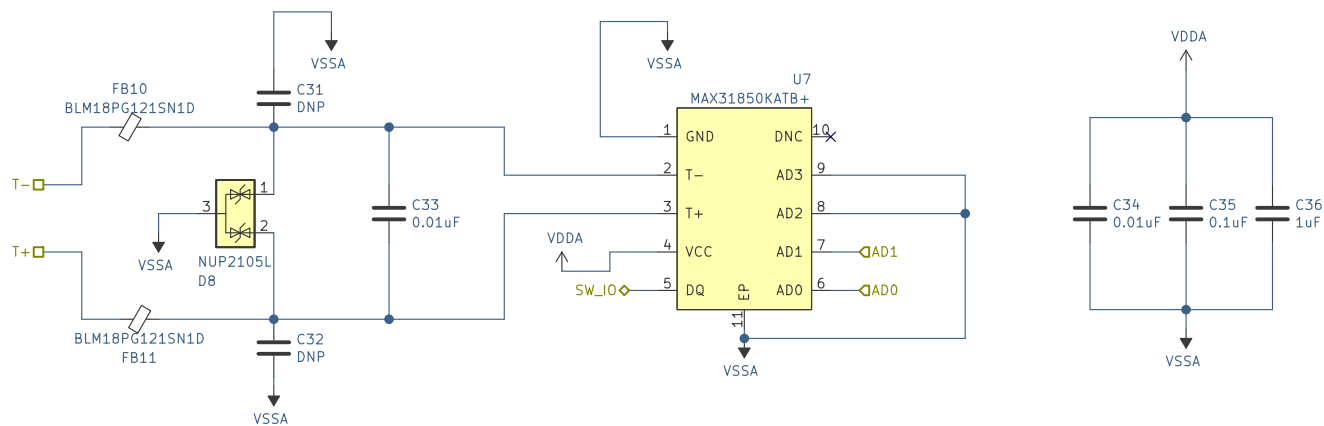 VSSA
C31
DNP
FB10
BLM18PG121SN1D
T-
1
3
2
VSSA
NUP2105L
D8
T+
BLM18PG121SN1D
FB11
C32
DNP
VSSA
C33
0.01uF
VSSA
U7
MAX31850KATB+
1 GND
2 T-
3 T+
4 VCC
5 DQ
DNC 10
AD3 9
AD2 8
AD1 7
AD0 6
EP
11
VDDA
SW_IO
AD1
AD0
VSSA
VDDA
C34
0.01uF
C35
0.1uF
C36
1uF
VSSA